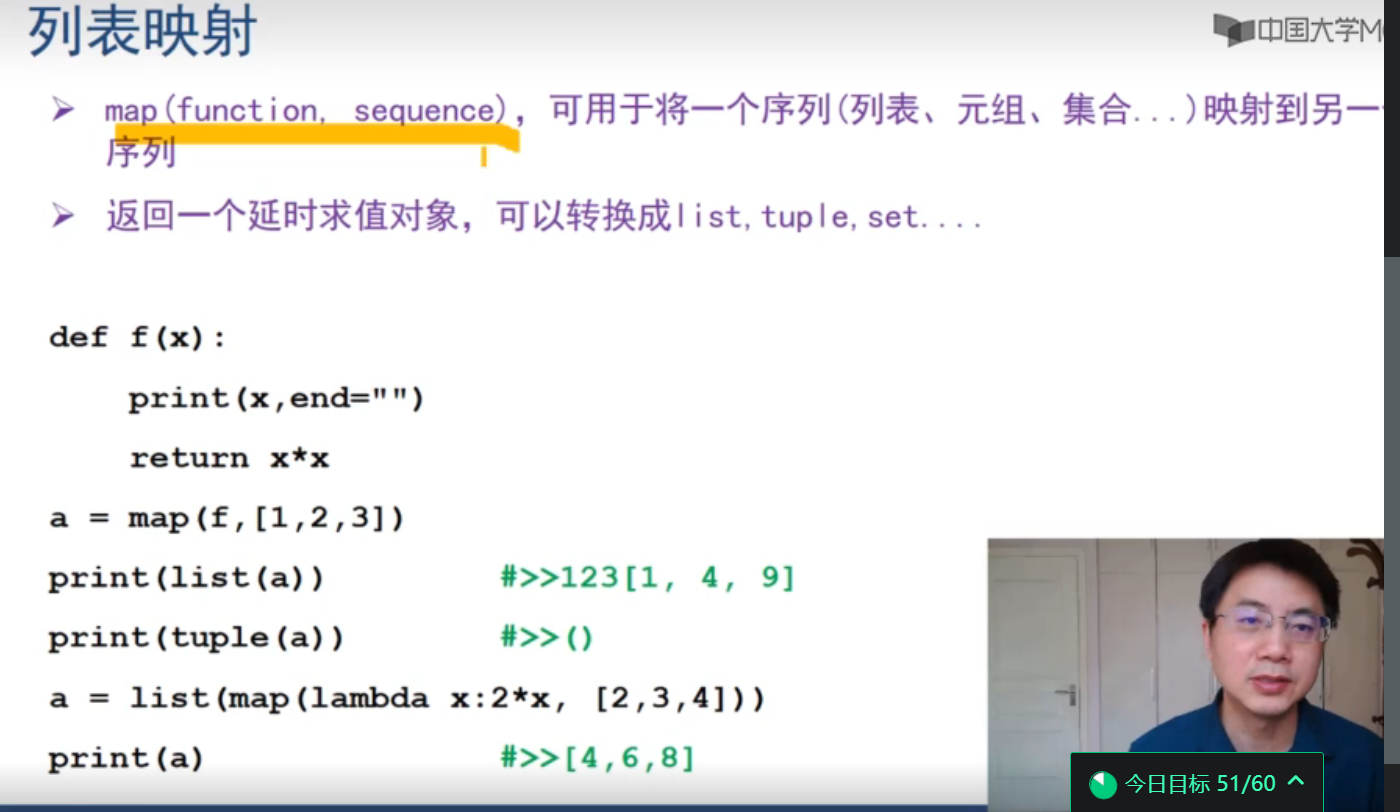 列表映射
中国大学M
map(function, sequence), 可用于将一个序列(列表、元组、集合...)映射到另一
序列
返回一个延时求值对象，可以转换成list,tuple,set....
def f(x):
print(x,end="")
return x*x
a = map(f,[1,2,3])
print(list(a)) #>>123[1, 4, 9]
print(tuple(a)) #>>()
a = list(map(lambda x:2*x, [2,3,4]))
print(a) #>>[4,6,8]
今日目标 51/60